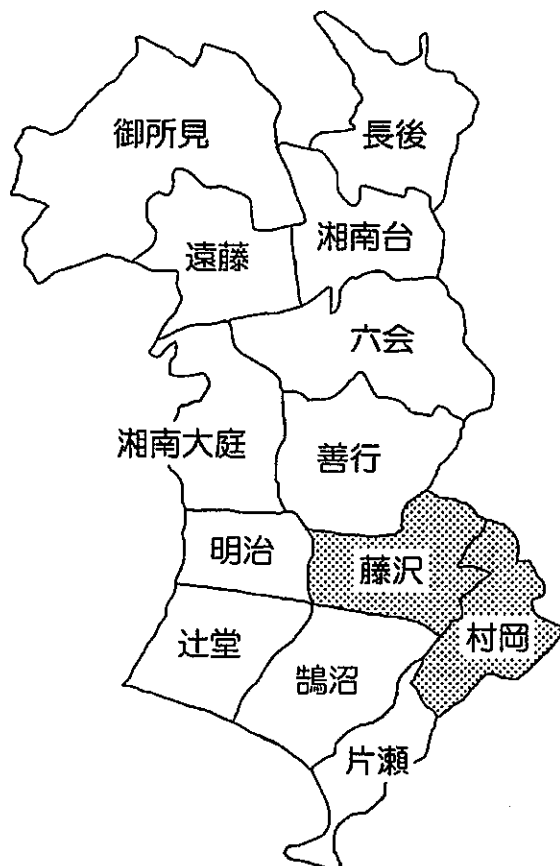 御所見
長後
遠藤
湘南台
六会
湘南大庭
善行
明治
藤沢
辻堂
鵠沼
村岡
片瀬